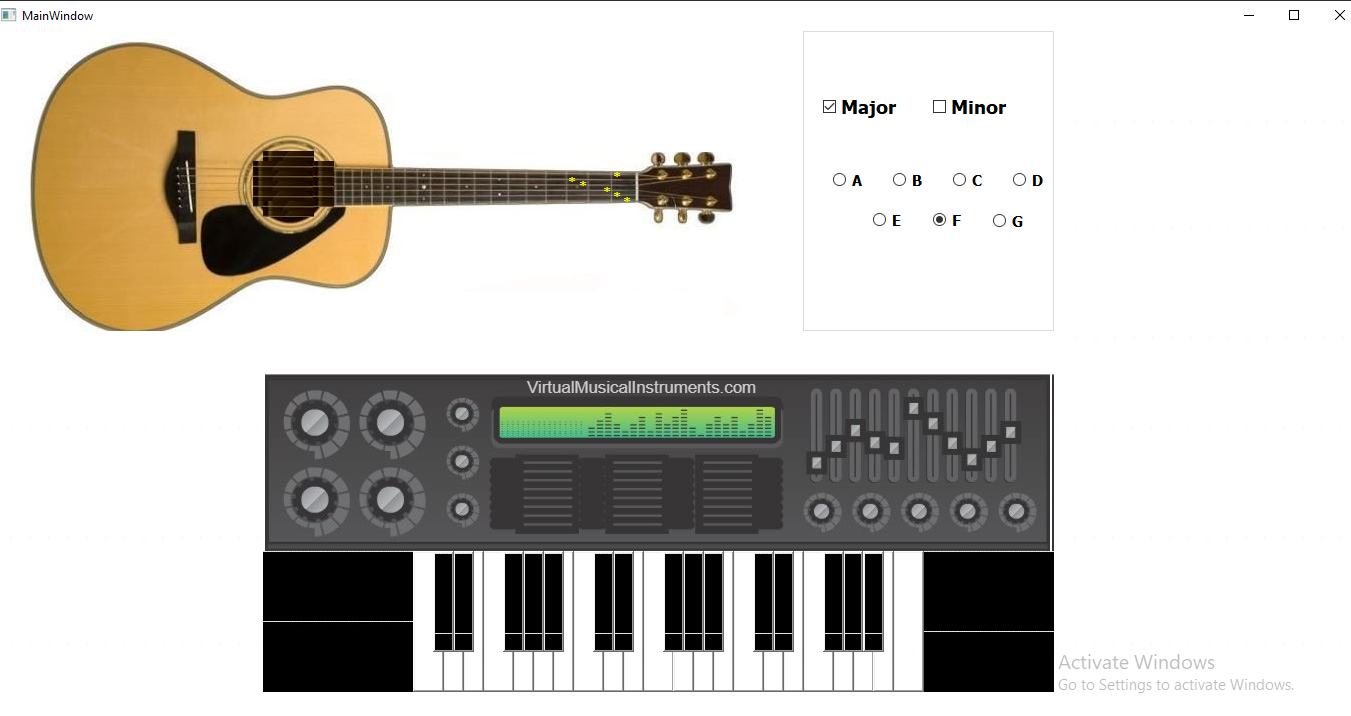 MainWindow
Major Minor
A B C D
E F G
VirtualMusicalInstruments.com
Activate Windows
Go to Settings to activate Windows.